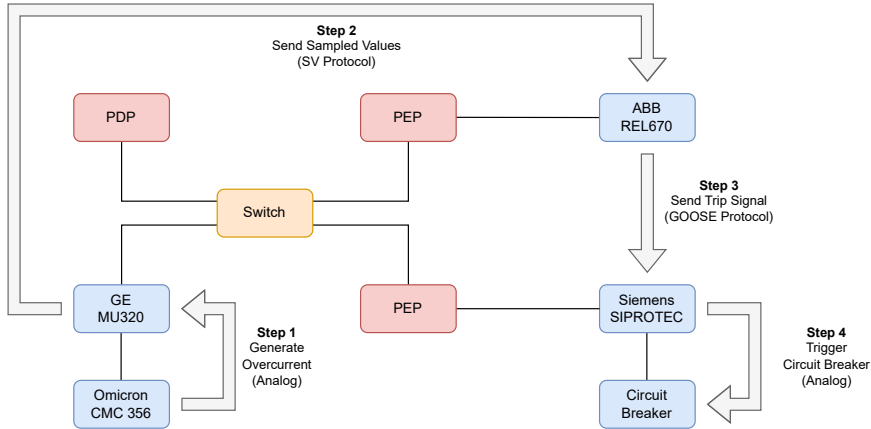 Step 2
Send Sampled Values
(SV Protocol)
PDP
PEP
ABB
REL670
Step 3
Send Trip Signal
(GOOSE Protocol)
Switch
GE
MU320
PEP
Siemens
SIPROTEC
Step 1
Generate
Overcurrent
(Analog)
Step 4
Trigger
Circuit Breaker
(Analog)
Omicron
CMC 356
Circuit
Breaker